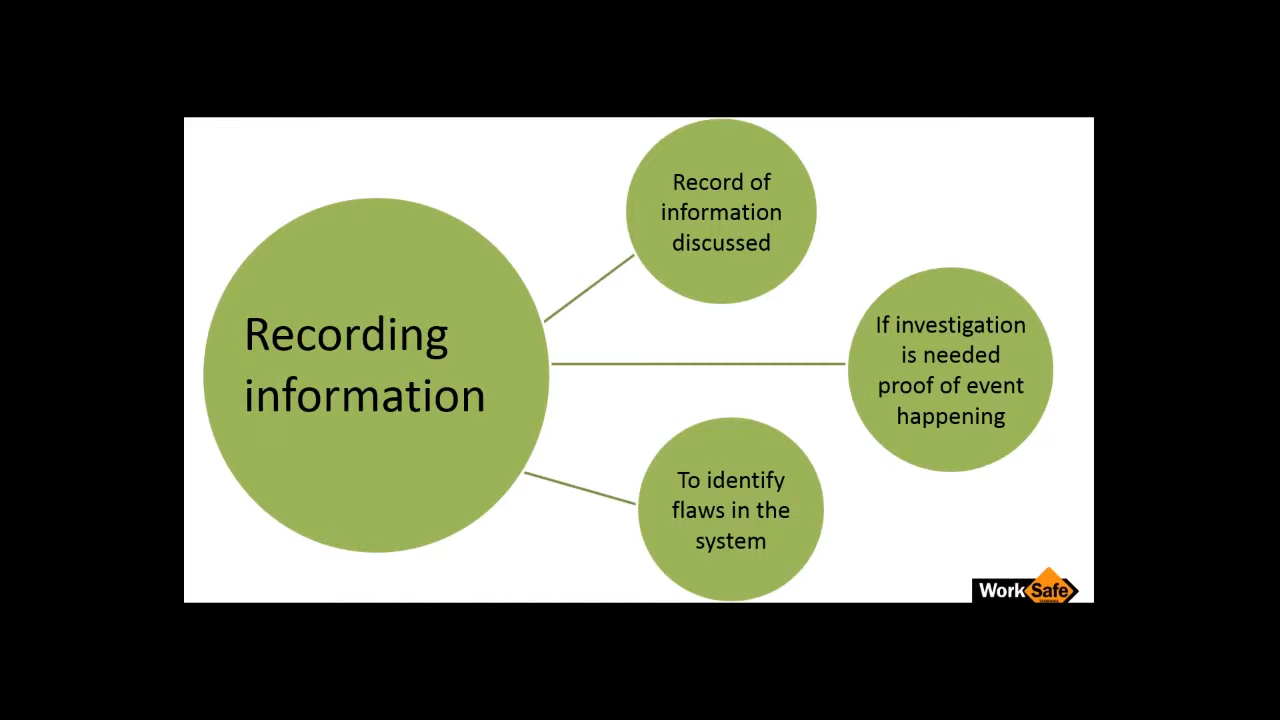 Recording
information
Record of
information
discussed
If investigation
is needed
proof of event
happening
To identify
flaws in the
system
WorkSafe
TASMANIA